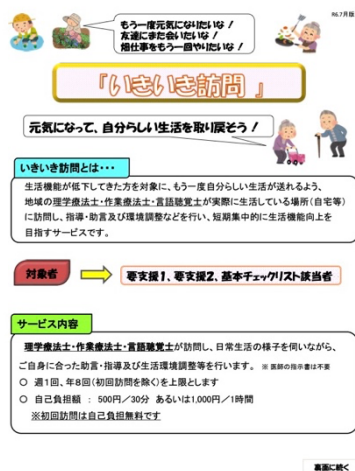 R6.7月版
もう一度元気になりたいな！
友達にまた会いたいな！
畑仕事をもう一回やりたいな！
「いきいき訪問 」
元気になって、自分らしい生活を取り戻そう！
いきいき訪問とは・・・
生活機能が低下してきた方を対象に、もう一度自分らしい生活が送れるよう、
地域の理学療法士・作業療法士・言語聴覚士が実際に生活している場所（自宅等）
に訪問し、指導・助言及び環境調整などを行い、短期集中的に生活機能向上を
目指すサービスです。
対象者
要支援1、要支援2、基本チェックリスト該当者
サービス内容
理学療法士・作業療法士・言語聴覚士が訪問し、日常生活の様子を伺いながら、
ご自身に合った助言・指導及び生活環境調整等を行います。 ※ 医師の指示書は不要
○ 週1回、年8回（初回訪問を除く）を上限とします
○ 自己負担額 ： 500円／30分 あるいは1,000円／1時間
※初回訪問は自己負担無料です
裏面に続く